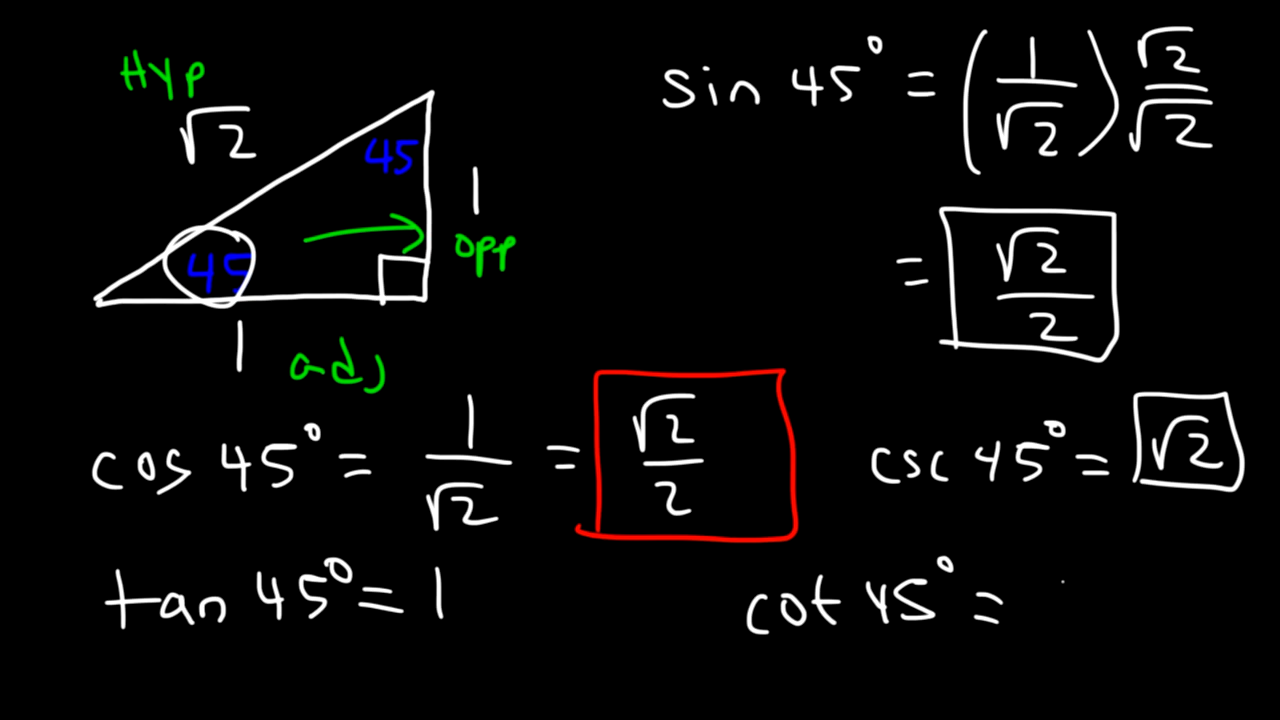 Hyp
√2
45
1
opp
45
1
adj
sin 45° = (1/√2) √2/√2
= √2/2
cos 45° = 1/√2 = √2/2
csc 45° = √2
tan 45° = 1
cot 45° =